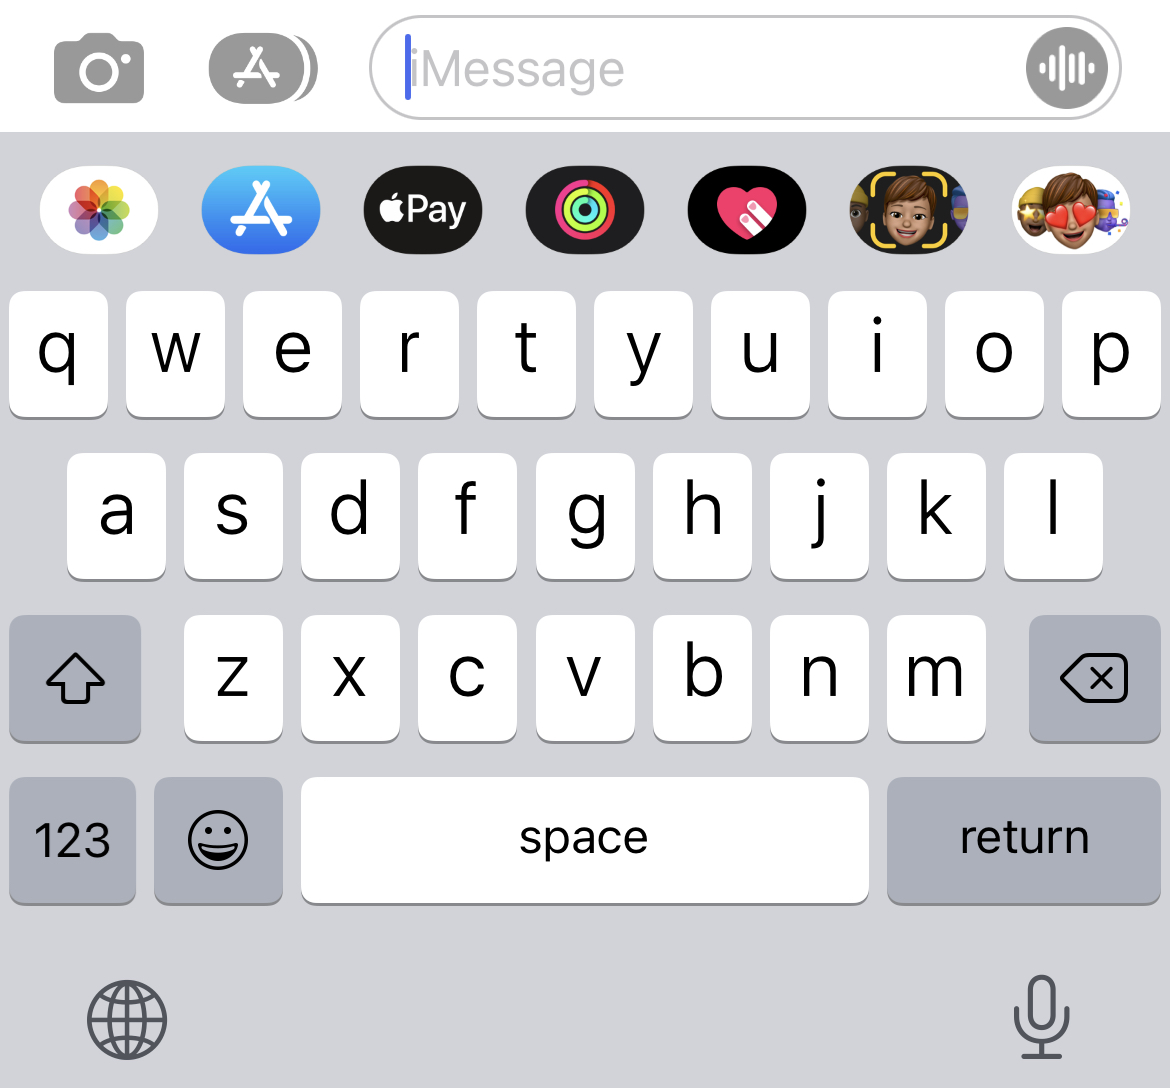 iMessage
Pay
q w e r t y u i o p
a s d f g h j k l
z x c v b n m
123 space return